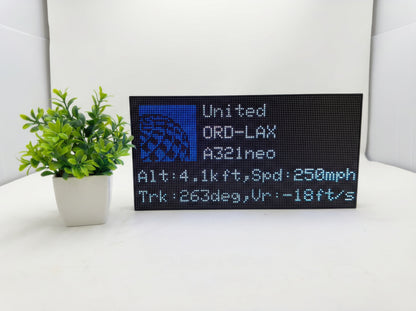 United
ORD-LAX
A321neo
Alt:4.1kft,Spd:250mph
Trk:263deg,Vr:-18ft/s